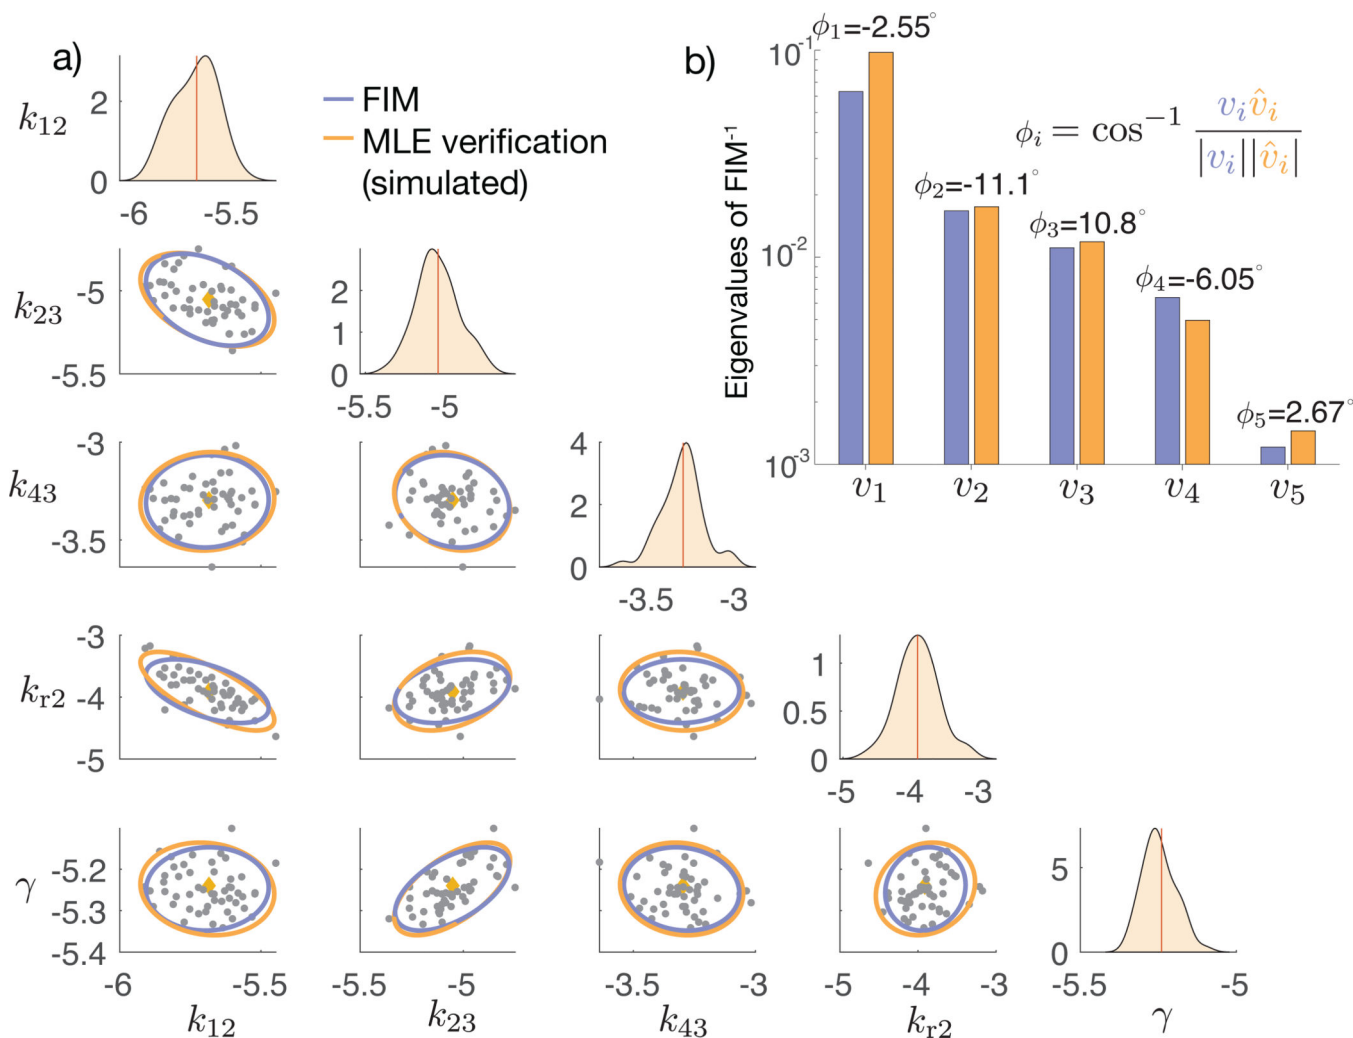 a)
k12
2
0
-6
-5.5
FIM
MLE verification
(simulated)
b)
Eigenvalues of FIM-1
10-1
10-2
10-3
ϕ1=-2.55°
ϕ2=-11.1°
ϕ3=10.8°
ϕ4=-6.05°
ϕ5=2.67°
ϕi = cos−1 vi v̂i / |vi||v̂i|
v1
v2
v3
v4
v5
k23
-5
-5.5
2
1
0
-5.5
-5
k43
-3
-3.5
4
2
0
-3.5
-3
kr2
-3
-4
-5
1
0.5
0
-5
-4
-3
γ
-5.2
-5.3
-5.4
5
0
-6
-5.5
-5.5
-5
-3.5
-3
-5
-4
-3
-5.5
-5
k12
k23
k43
kr2
γ